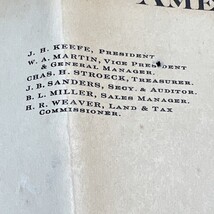 AME
J. H. KEEFE, PRESIDENT
W. A. MARTIN, VICE PRESIDENT
& GENERAL MANAGER.
CHAS. H. STROECK, TREASURER.
J. B. SANDERS, SECY. & AUDITOR.
B. L. MILLER, SALES MANAGER.
H. R. WEAVER, LAND & TAX
COMMISSIONER.